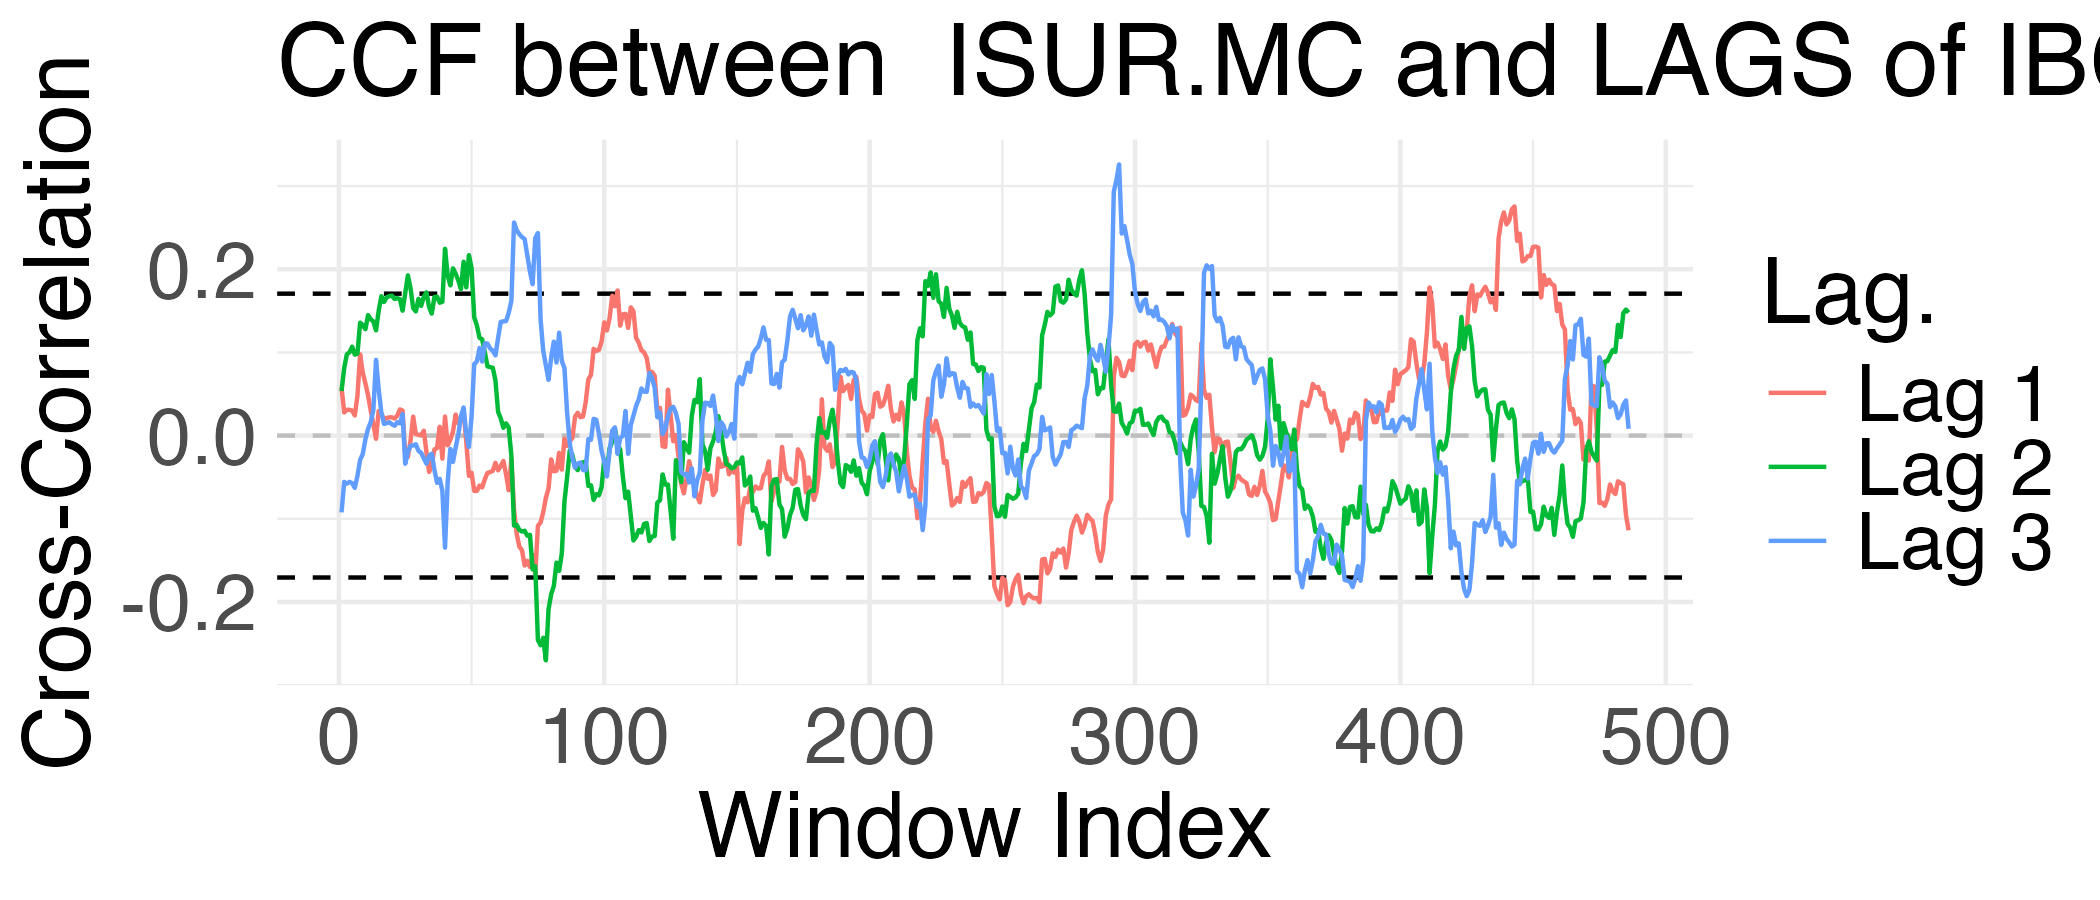 CCF between  ISUR.MC and LAGS of
Cross-Correlation
0.2
0.0
-0.2
0
100
200
300
400
500
Window Index
Lag.
Lag 1
Lag 2
Lag 3